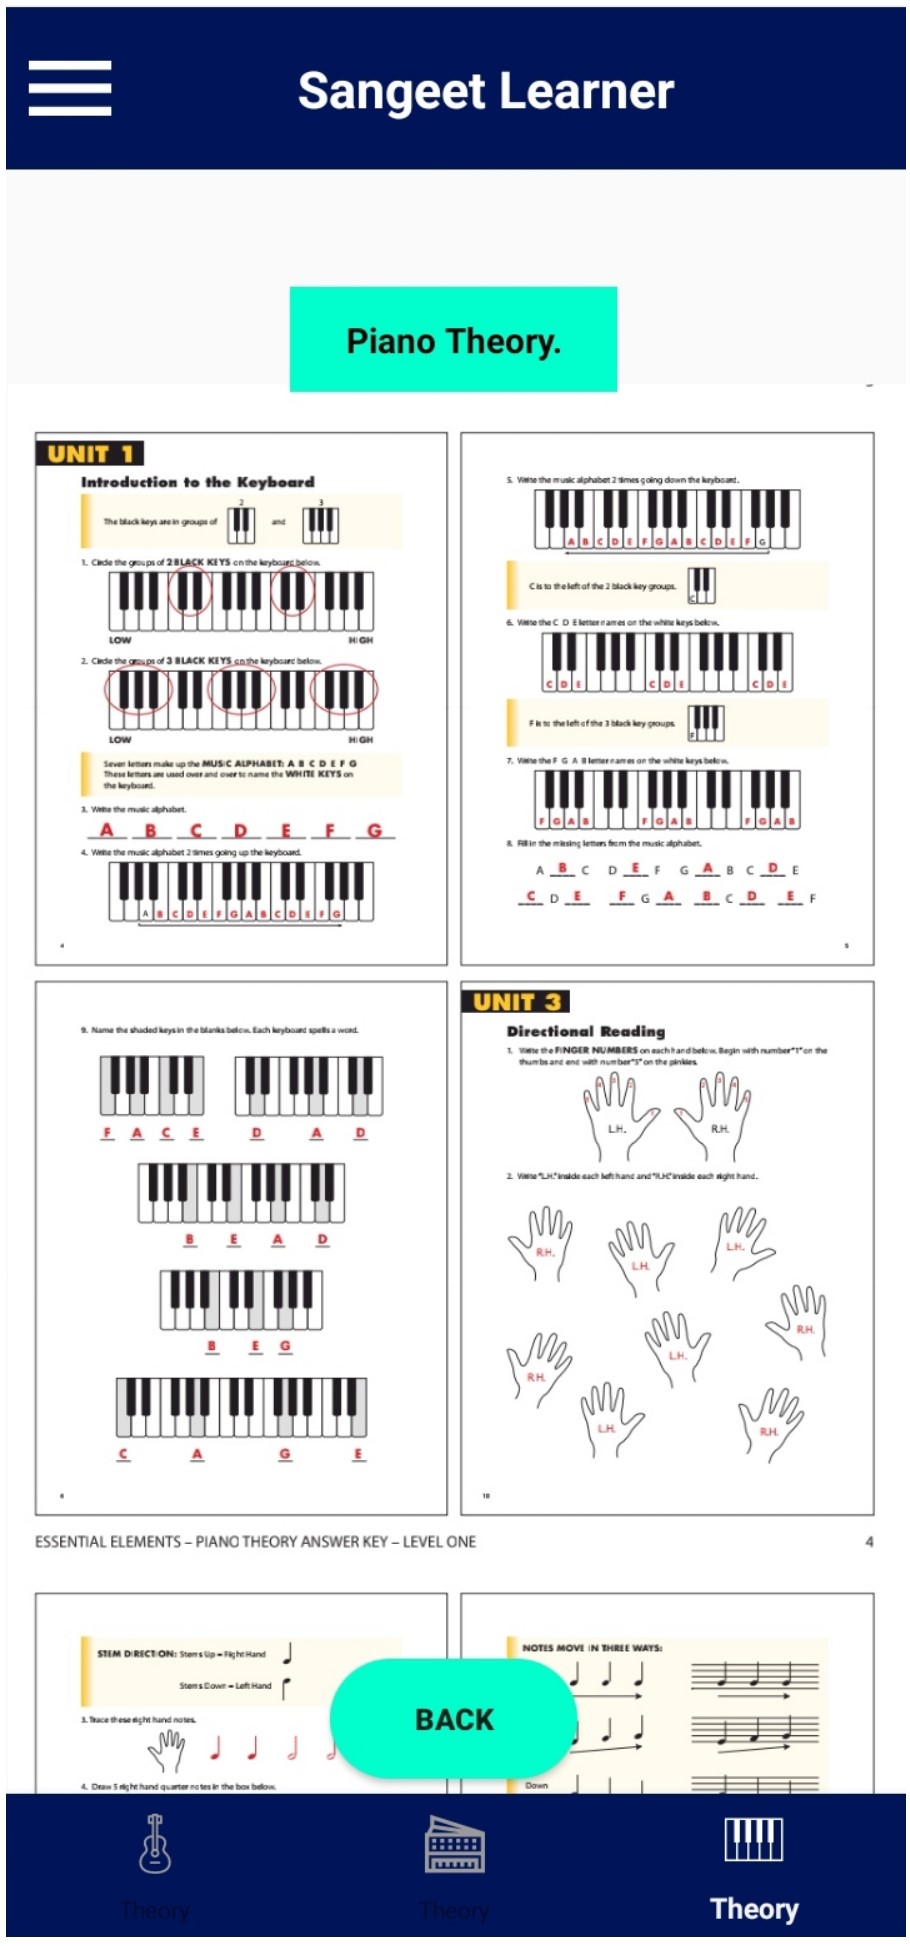 Sangeet Learner
Piano Theory.
UNIT 1
Introduction to the Keyboard
2 3
The black keys are in groups of and
1. Circle the groups of 2 BLACK KEYS on the keyboard below.
LOW HIGH
2. Circle the groups of 3 BLACK KEYS on the keyboard below.
LOW HIGH
Seven letters make up the MUSIC ALPHABET: A B C D E F G
These letters are used over and over to name the WHITE KEYS on
the keyboard.
3. Write the music alphabet.
A B C D E F G
4. Write the music alphabet 2 times going up the keyboard.
A B C D E F G A B C D E F G
4
5. Write the music alphabet 2 times going down the keyboard.
A B C D E F G A B C D E F G
C is to the left of the 2 black key groups.
C
6. Write the C D E letter names on the white keys below.
C D E C D E C D E
F is to the left of the 3 black key groups.
F
7. Write the F G A B letter names on the white keys below.
F G A B F G A B F G A B
8. Fill in the missing letters from the music alphabet.
A B C D E F G A B C D E
C D E F G A B C D E F
5
9. Name the shaded keys in the blanks below. Each keyboard spells a word.
F A C E D A D
B E A D
B E G
C A G E
6
UNIT 3
Directional Reading
1. Write the FINGER NUMBERS on each hand below. Begin with number "1" on the
thumbs and end with number "5" on the pinkies.
5 4 3 2 1 1 2 3 4 5
L.H. R.H.
2. Write "L.H." inside each left hand and "R.H." inside each right hand.
R.H. L.H. L.H.
R.H. L.H. R.H.
L.H. R.H.
10
ESSENTIAL ELEMENTS – PIANO THEORY ANSWER KEY – LEVEL ONE 4
STEM DIRECTION: Stems Up = Right Hand
Stems Down = Left Hand
3. Trace these right hand notes.
4. Draw 5 right hand quarter notes in the box below.
NOTES MOVE IN THREE WAYS:
Down
BACK
Theory Theory Theory